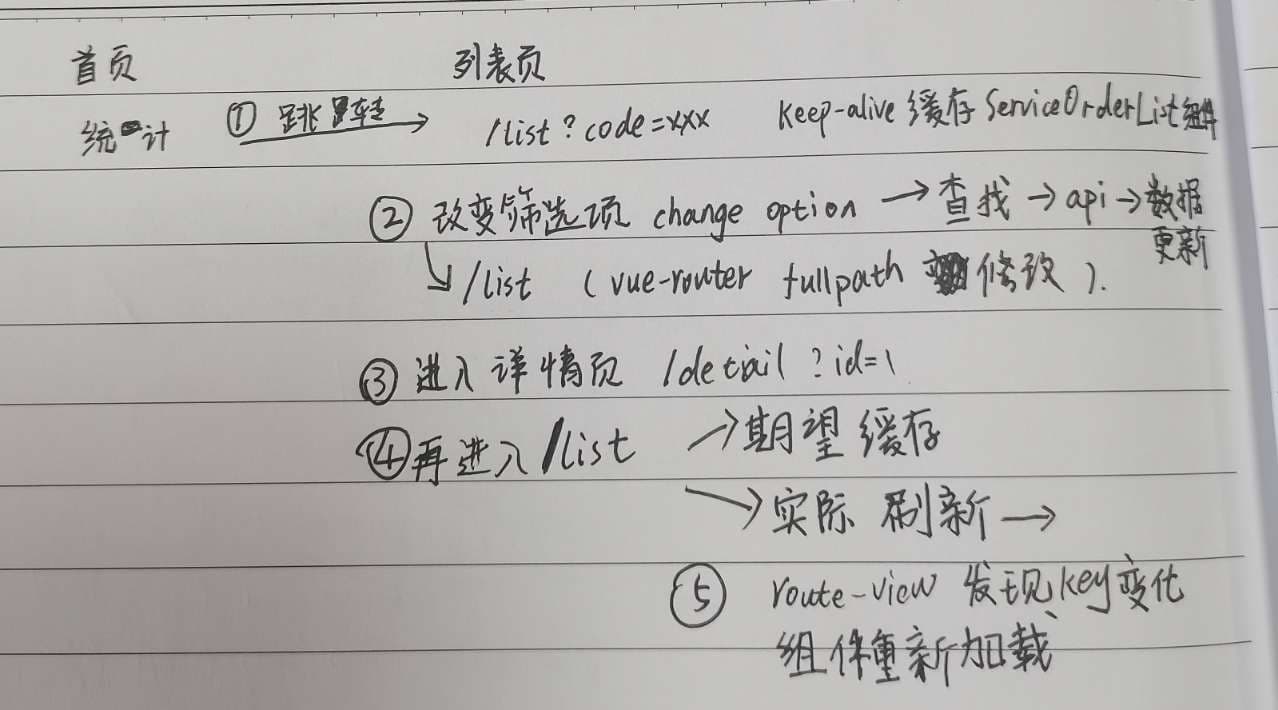 首页 列表页
统计 ① 跳转 → /list?code=xxx keep-alive 缓存 ServiceOrderList组件
② 改变筛选项 change option → 查找 → api → 数据
更新
↳ /list (vue-router fullpath 修改).
③ 进入详情页 /detail?id=1
④ 再进入 /list → 期望缓存
→ 实际 刷新 →
⑤ route-view 发现key变化
组件重新加载